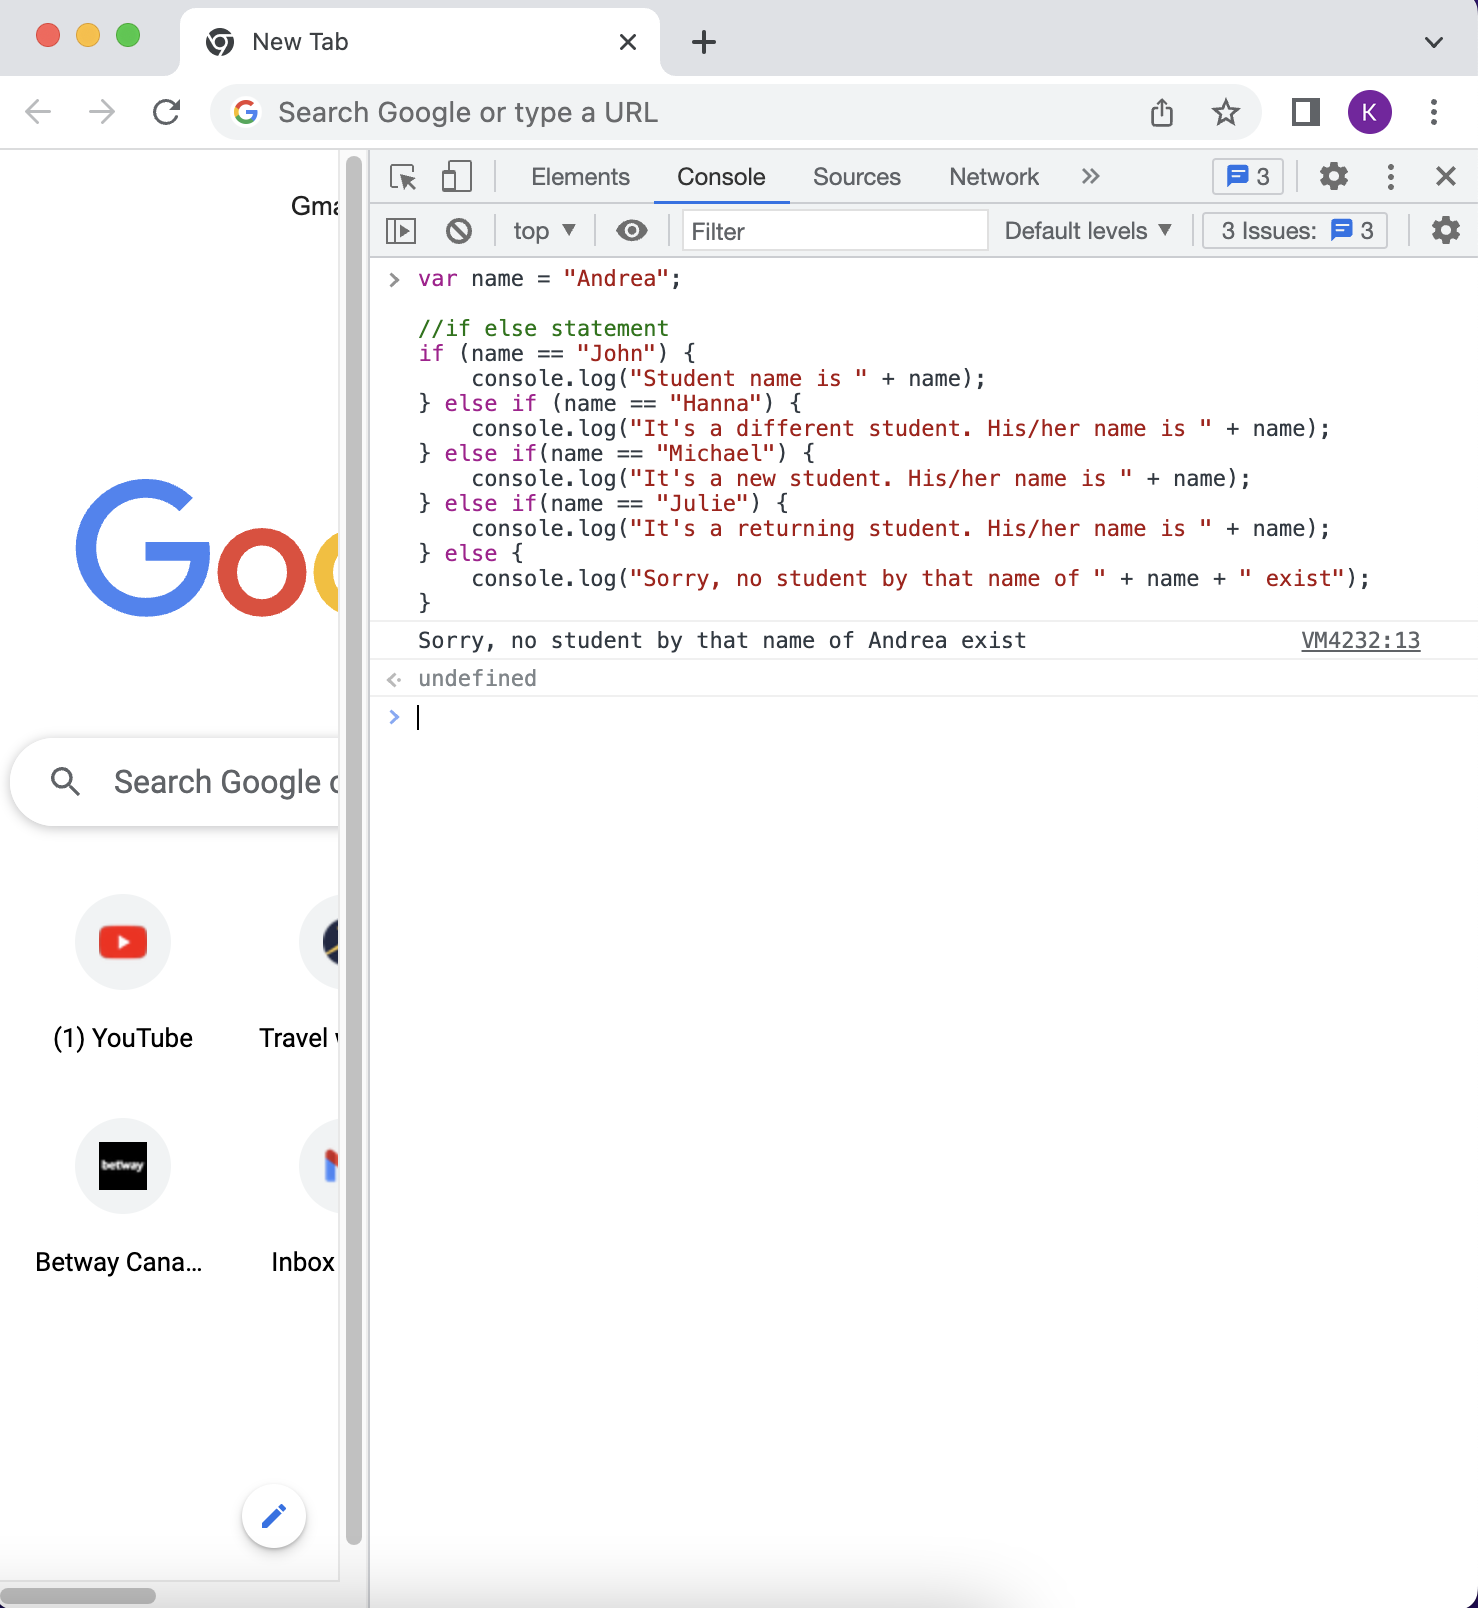 New Tab
Search Google or type a URL
K
Elements Console Sources Network » 3
top Filter Default levels 3 Issues: 3
> var name = "Andrea";
//if else statement
if (name == "John") {
    console.log("Student name is " + name);
} else if (name == "Hanna") {
    console.log("It's a different student. His/her name is " + name);
} else if(name == "Michael") {
    console.log("It's a new student. His/her name is " + name);
} else if(name == "Julie") {
    console.log("It's a returning student. His/her name is " + name);
} else {
    console.log("Sorry, no student by that name of " + name + " exist");
}
Sorry, no student by that name of Andrea exist VM4232:13
undefined
>
Gma
Goo
Search Google
(1) YouTube Travel
betway
Betway Cana... Inbox